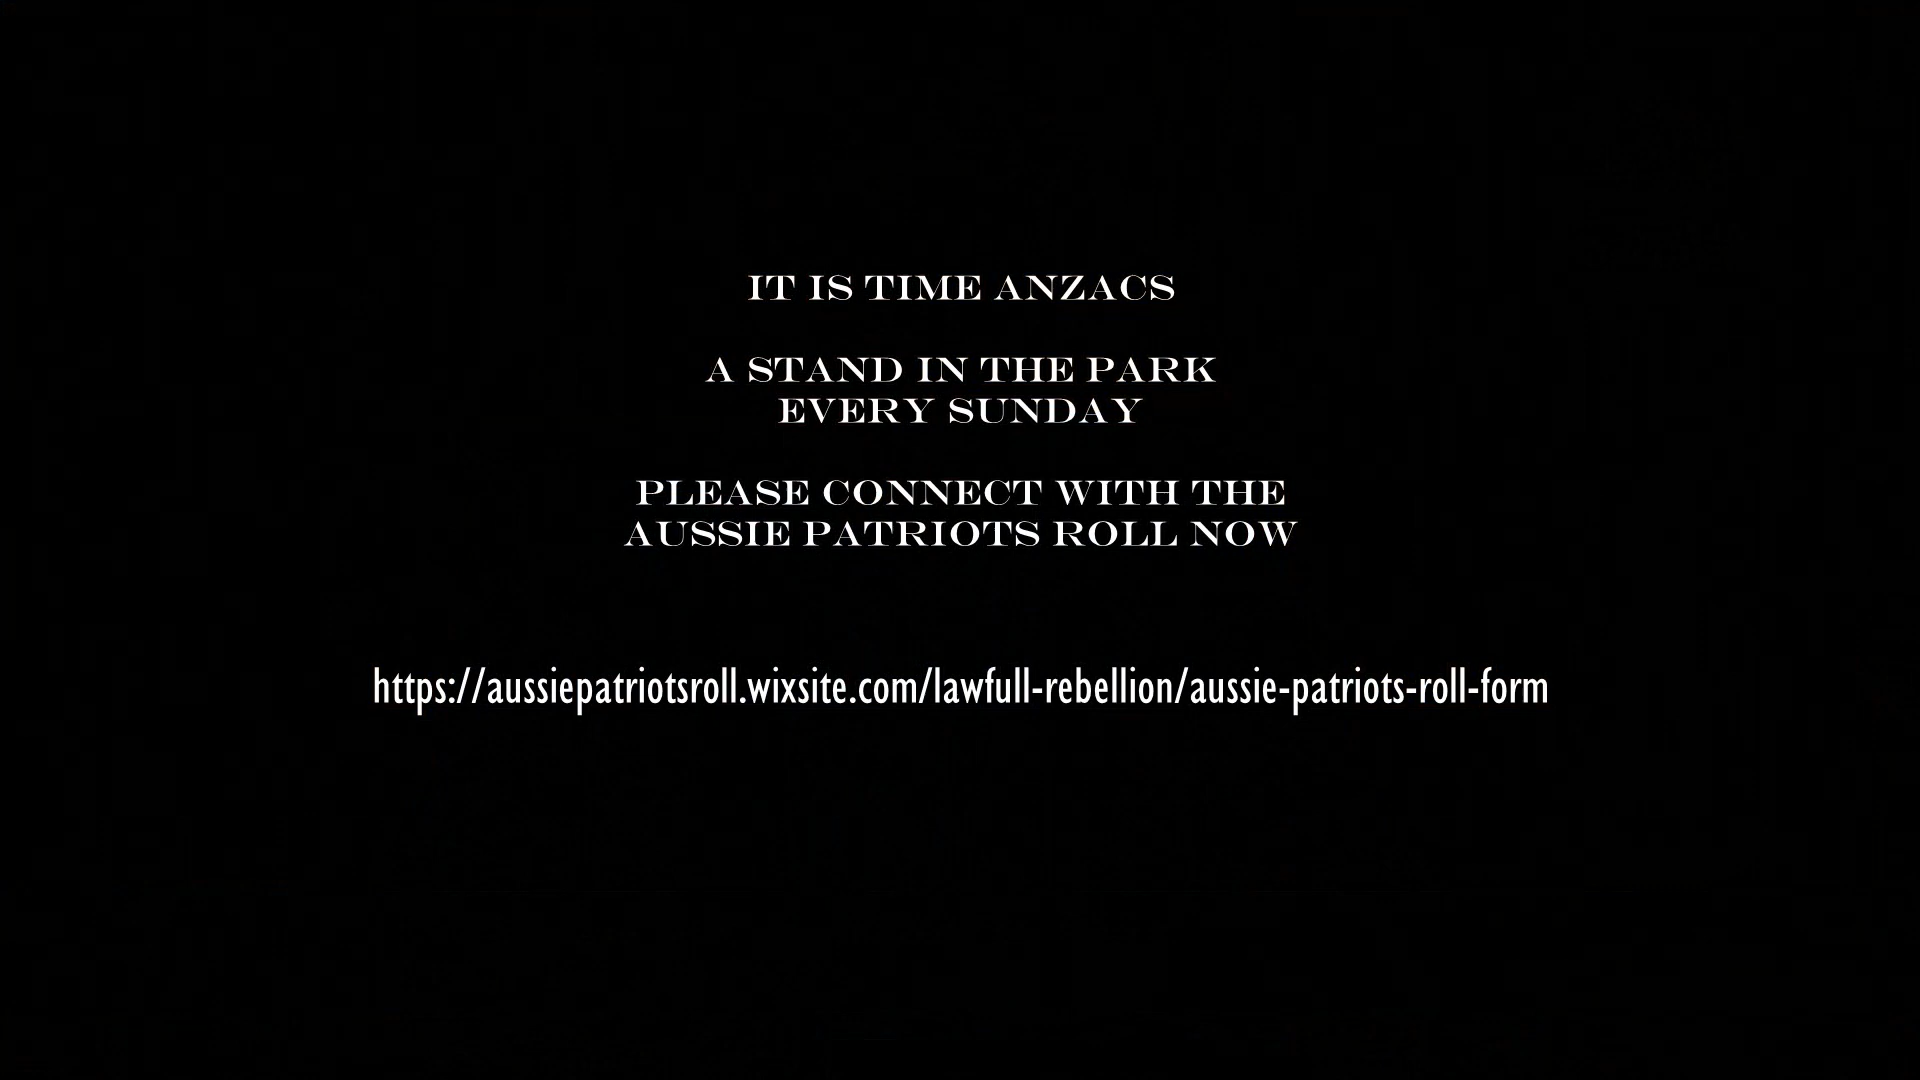 IT IS TIME ANZACS
A STAND IN THE PARK
EVERY SUNDAY
PLEASE CONNECT WITH THE
AUSSIE PATRIOTS ROLL NOW
https://aussiepatriotsroll.wixsite.com/lawfull-rebellion/aussie-patriots-roll-form